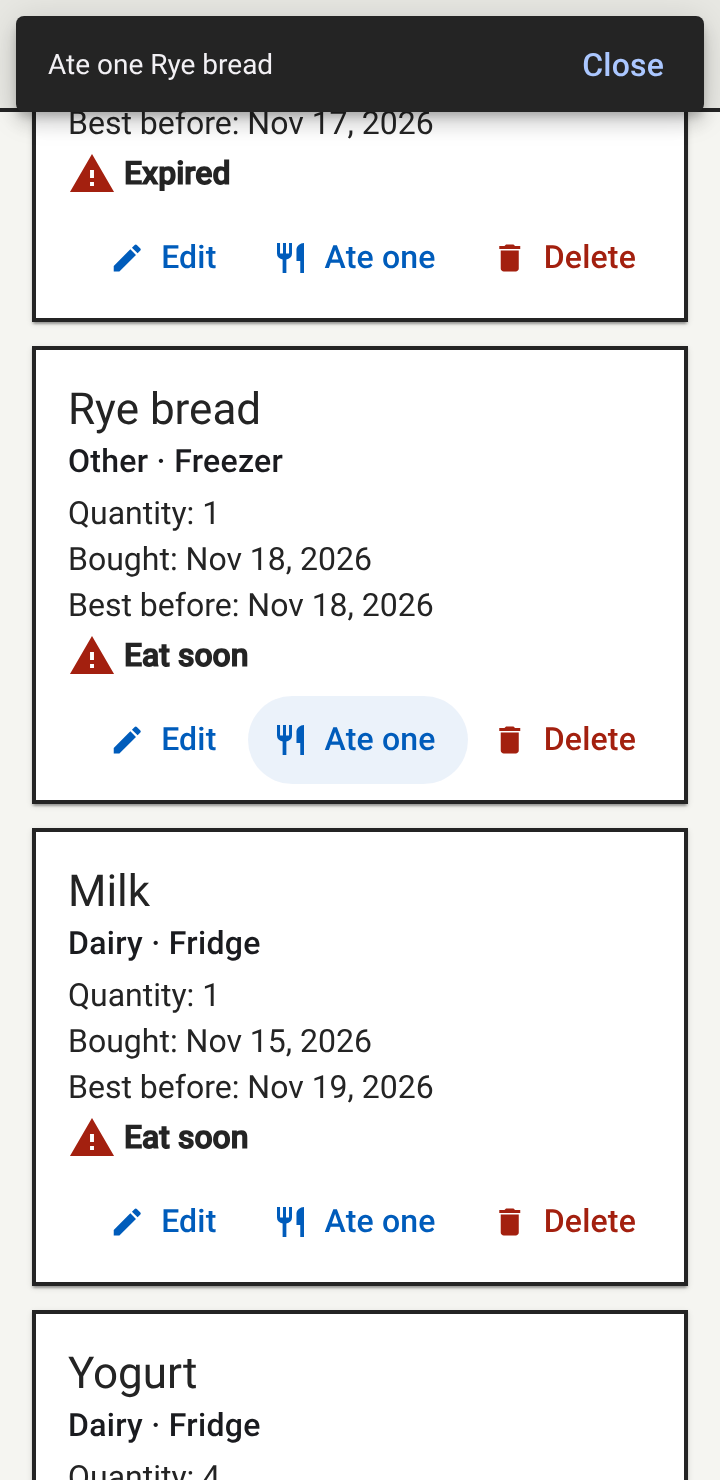 Ate one Rye bread Close
Best before: Nov 17, 2026
Expired
Edit Ate one Delete
Rye bread
Other · Freezer
Quantity: 1
Bought: Nov 18, 2026
Best before: Nov 18, 2026
Eat soon
Edit Ate one Delete
Milk
Dairy · Fridge
Quantity: 1
Bought: Nov 15, 2026
Best before: Nov 19, 2026
Eat soon
Edit Ate one Delete
Yogurt
Dairy · Fridge
Quantity: 4